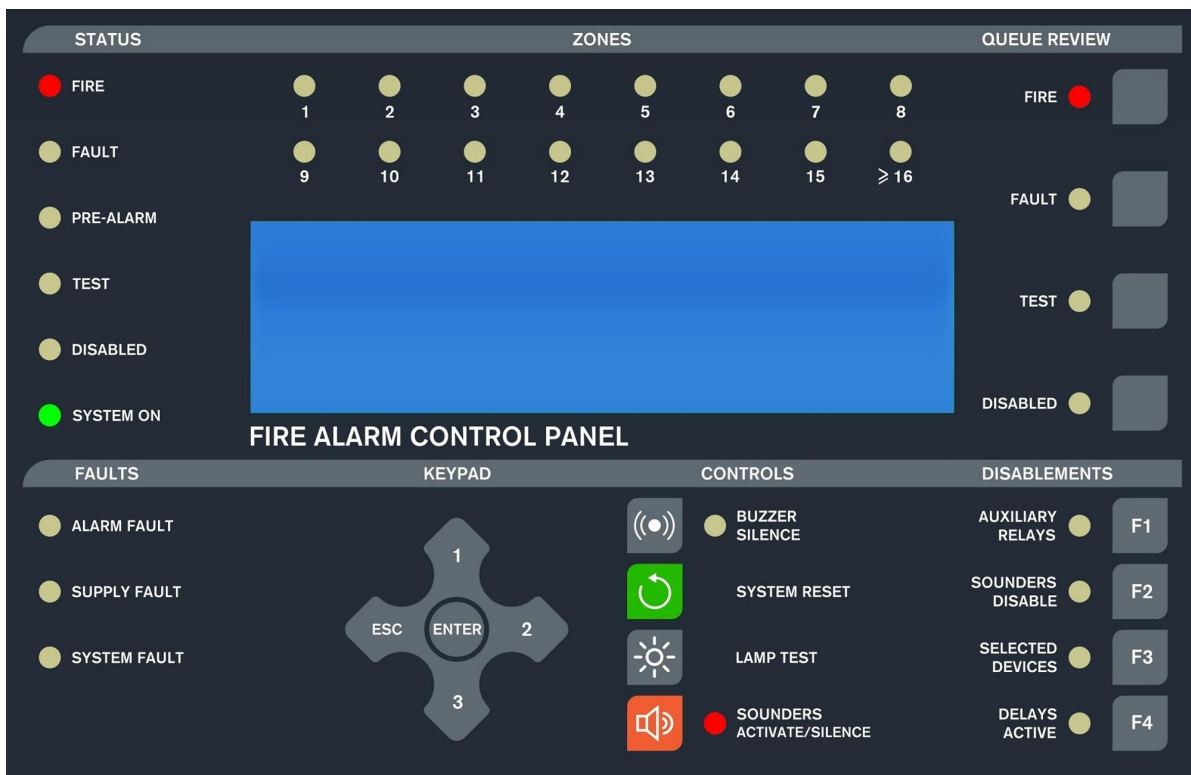 STATUS
ZONES
QUEUE REVIEW
FIRE
1 2 3 4 5 6 7 8
FIRE
FAULT
9 10 11 12 13 14 15 ⩾ 16
FAULT
PRE-ALARM
TEST
TEST
DISABLED
DISABLED
SYSTEM ON
FIRE ALARM CONTROL PANEL
FAULTS
KEYPAD
CONTROLS
DISABLEMENTS
ALARM FAULT
SUPPLY FAULT
SYSTEM FAULT
1
ESC ENTER 2
3
BUZZER
SILENCE
SYSTEM RESET
LAMP TEST
SOUNDERS
ACTIVATE/SILENCE
AUXILIARY
RELAYS
F1
SOUNDERS
DISABLE
F2
SELECTED
DEVICES
F3
DELAYS
ACTIVE
F4